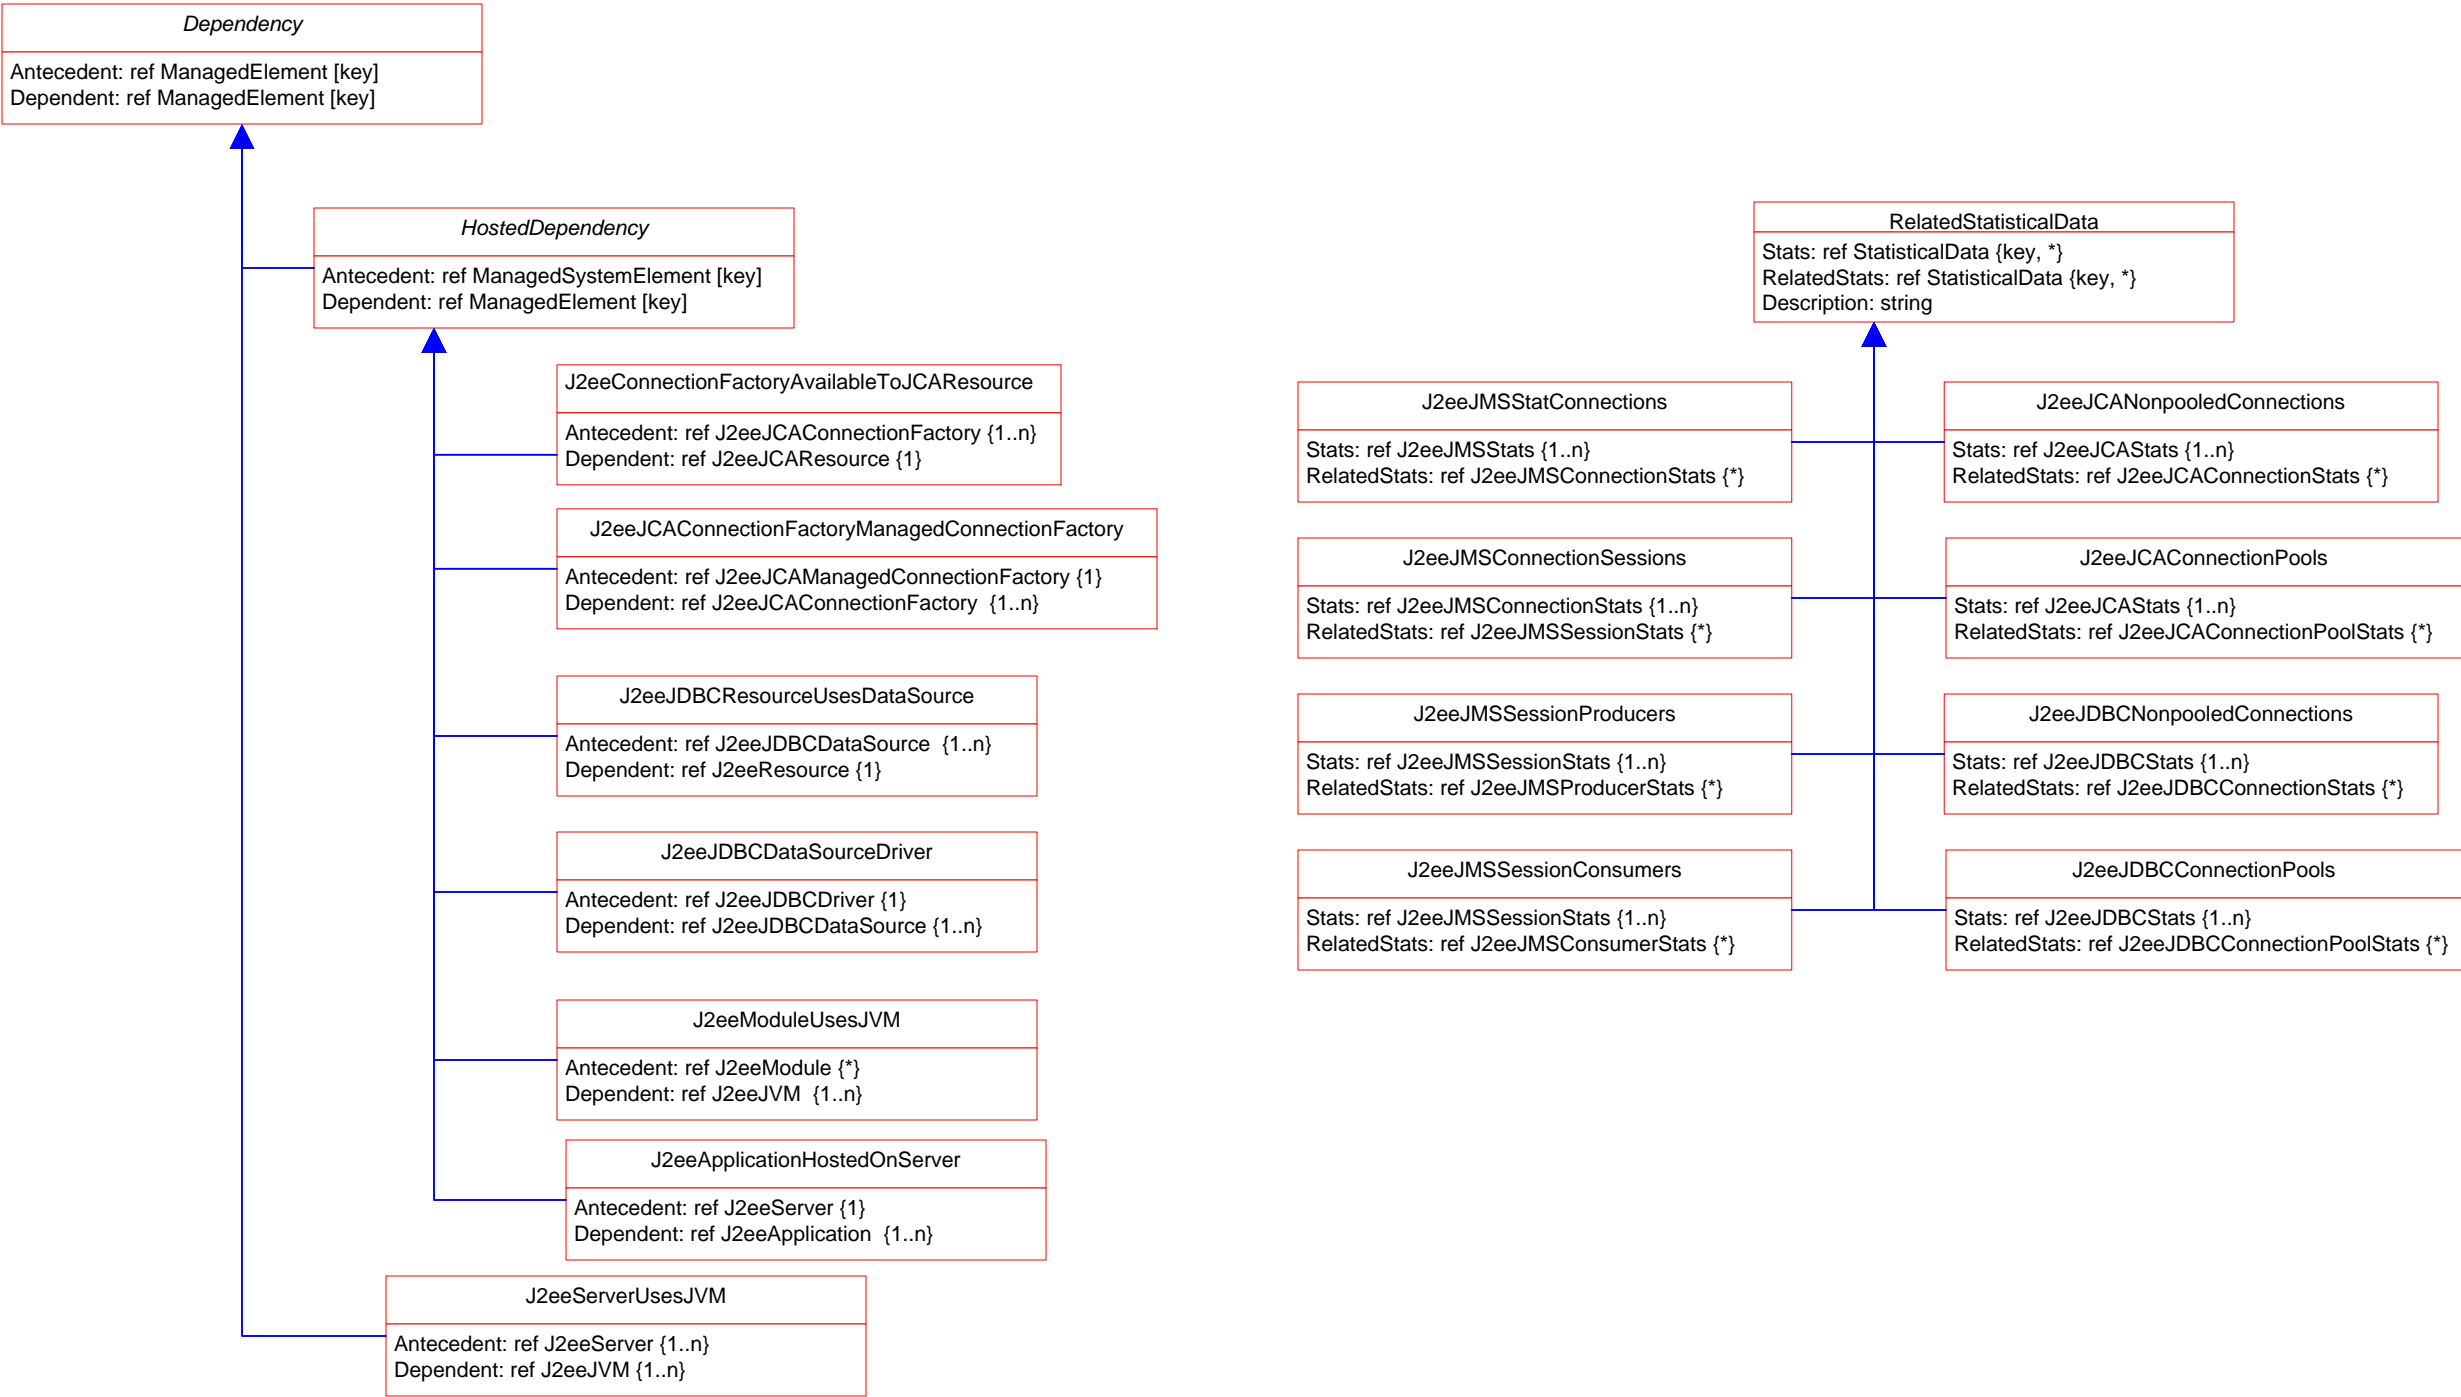 Dependency
Antecedent: ref ManagedElement [key]
Dependent: ref ManagedElement [key]
HostedDependency
Antecedent: ref ManagedSystemElement [key]
Dependent: ref ManagedElement [key]
J2eeConnectionFactoryAvailableToJCAResource
Antecedent: ref J2eeJCAConnectionFactory {1..n}
Dependent: ref J2eeJCAResource {1}
J2eeJCAConnectionFactoryManagedConnectionFactory
Antecedent: ref J2eeJCAManagedConnectionFactory {1}
Dependent: ref J2eeJCAConnectionFactory  {1..n}
J2eeJDBCResourceUsesDataSource
Antecedent: ref J2eeJDBCDataSource  {1..n}
Dependent: ref J2eeResource {1}
J2eeJDBCDataSourceDriver
Antecedent: ref J2eeJDBCDriver {1}
Dependent: ref J2eeJDBCDataSource {1..n}
J2eeModuleUsesJVM
Antecedent: ref J2eeModule {*}
Dependent: ref J2eeJVM  {1..n}
J2eeApplicationHostedOnServer
Antecedent: ref J2eeServer {1}
Dependent: ref J2eeApplication  {1..n}
J2eeServerUsesJVM
Antecedent: ref J2eeServer {1..n}
Dependent: ref J2eeJVM {1..n}
RelatedStatisticalData
Stats: ref StatisticalData {key, *}
RelatedStats: ref StatisticalData {key, *}
Description: string
J2eeJMSStatConnections
Stats: ref J2eeJMSStats {1..n}
RelatedStats: ref J2eeJMSConnectionStats {*}
J2eeJMSConnectionSessions
Stats: ref J2eeJMSConnectionStats {1..n}
RelatedStats: ref J2eeJMSSessionStats {*}
J2eeJMSSessionProducers
Stats: ref J2eeJMSSessionStats {1..n}
RelatedStats: ref J2eeJMSProducerStats {*}
J2eeJMSSessionConsumers
Stats: ref J2eeJMSSessionStats {1..n}
RelatedStats: ref J2eeJMSConsumerStats {*}
J2eeJCANonpooledConnections
Stats: ref J2eeJCAStats {1..n}
RelatedStats: ref J2eeJCAConnectionStats {*}
J2eeJCAConnectionPools
Stats: ref J2eeJCAStats {1..n}
RelatedStats: ref J2eeJCAConnectionPoolStats {*}
J2eeJDBCNonpooledConnections
Stats: ref J2eeJDBCStats {1..n}
RelatedStats: ref J2eeJDBCConnectionStats {*}
J2eeJDBCConnectionPools
Stats: ref J2eeJDBCStats {1..n}
RelatedStats: ref J2eeJDBCConnectionPoolStats {*}